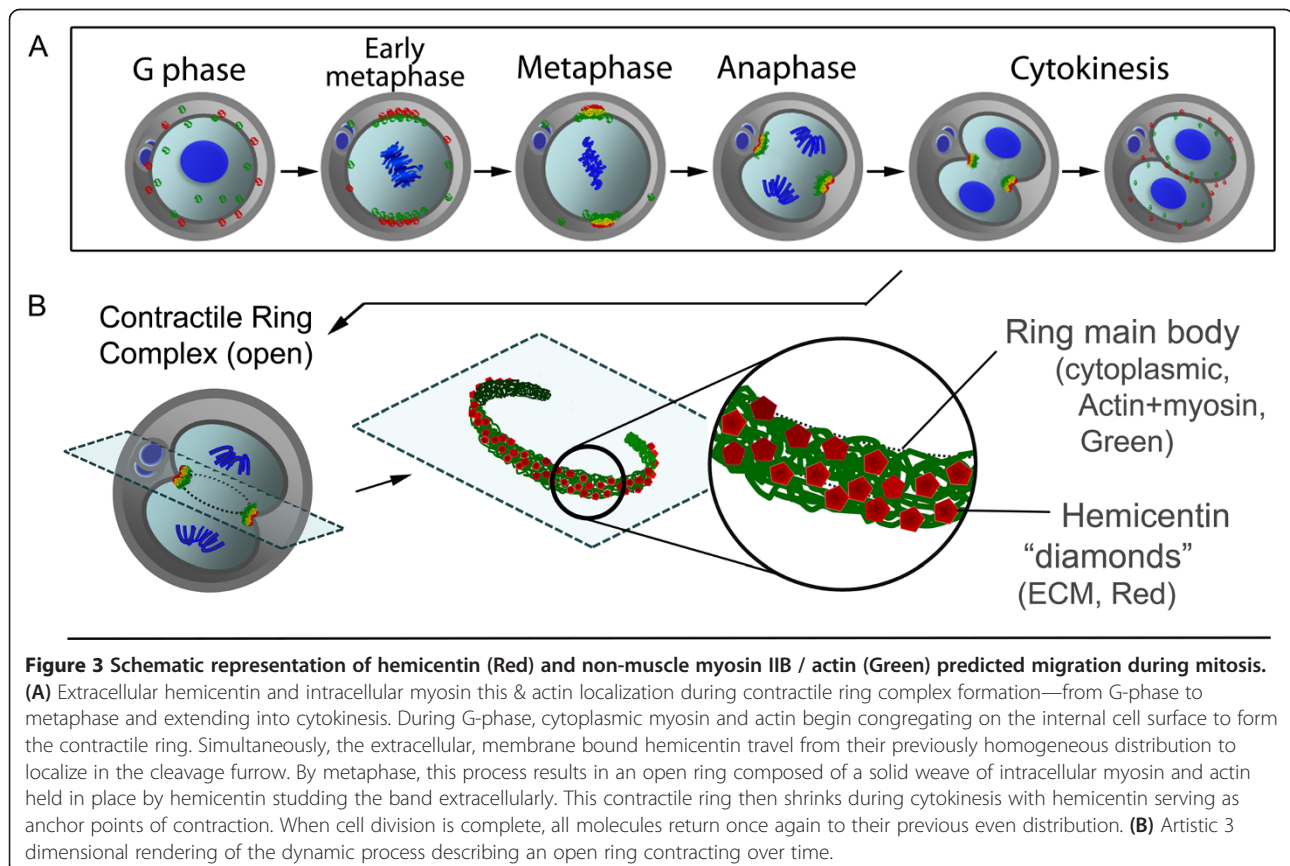 A
G phase
Early
metaphase
Metaphase
Anaphase
Cytokinesis
B
Contractile Ring
Complex (open)
Ring main body
(cytoplasmic,
Actin+myosin,
Green)
Hemicentin
“diamonds”
(ECM, Red)
Figure 3 Schematic representation of hemicentin (Red) and non-muscle myosin IIB / actin (Green) predicted migration during mitosis.
(A) Extracellular hemicentin and intracellular myosin this & actin localization during contractile ring complex formation—from G-phase to
metaphase and extending into cytokinesis. During G-phase, cytoplasmic myosin and actin begin congregating on the internal cell surface to form
the contractile ring. Simultaneously, the extracellular, membrane bound hemicentin travel from their previously homogeneous distribution to
localize in the cleavage furrow. By metaphase, this process results in an open ring composed of a solid weave of intracellular myosin and actin
held in place by hemicentin studding the band extracellularly. This contractile ring then shrinks during cytokinesis with hemicentin serving as
anchor points of contraction. When cell division is complete, all molecules return once again to their previous even distribution. (B) Artistic 3
dimensional rendering of the dynamic process describing an open ring contracting over time.